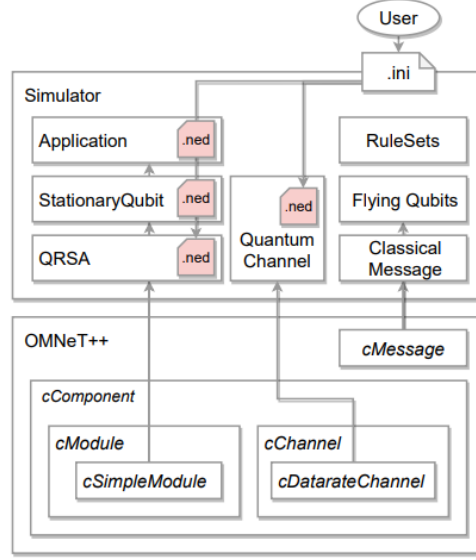 User
.ini
Simulator
Application
.ned
RuleSets
StationaryQubit
.ned
Flying Qubits
.ned
QRSA
.ned
Quantum
Channel
Classical
Message
OMNeT++
cMessage
cComponent
cModule
cChannel
cSimpleModule
cDatarateChannel